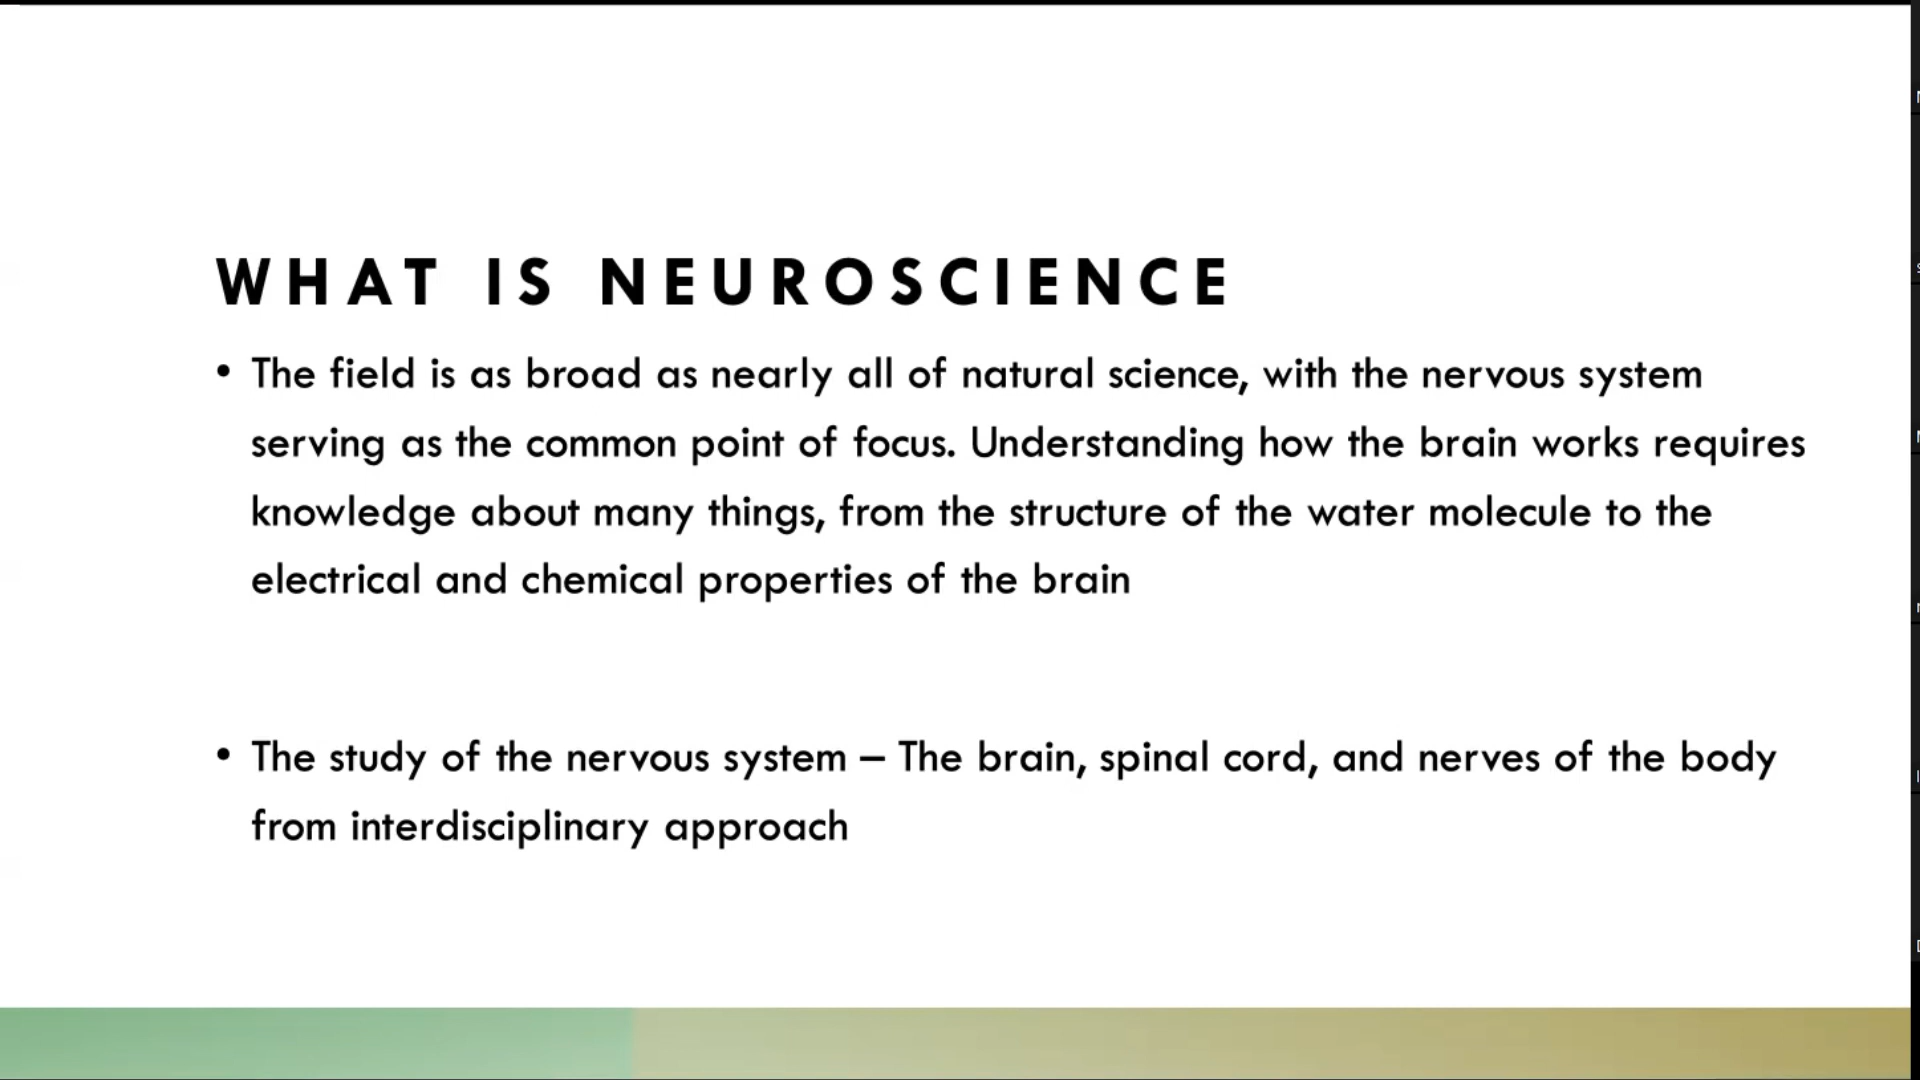 WHAT IS NEUROSCIENCE
• The field is as broad as nearly all of natural science, with the nervous system
serving as the common point of focus. Understanding how the brain works requires
knowledge about many things, from the structure of the water molecule to the
electrical and chemical properties of the brain
• The study of the nervous system – The brain, spinal cord, and nerves of the body
from interdisciplinary approach